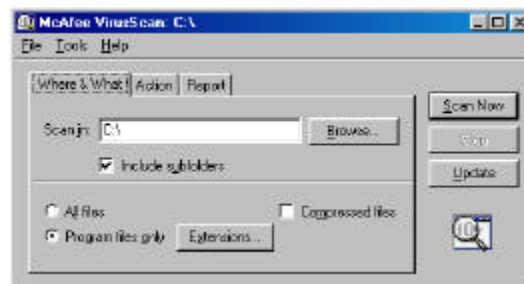 McAfee VirusScan: C:\
File Tools Help
Where & What Action Report
Scan in: C:\ Browse...
Include subfolders
All files
Compressed files
Program files only Extensions...
Scan Now
Stop
Update